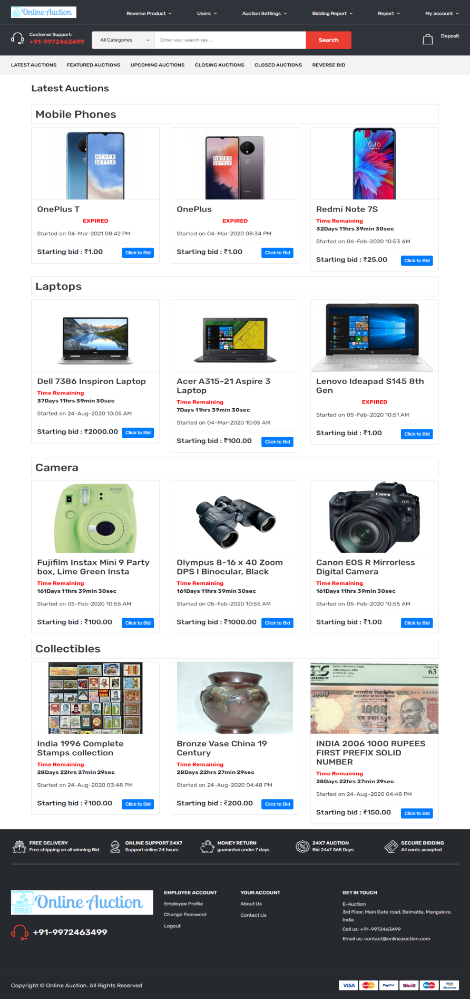 Online Auction
Reverse Product
Users
Auction Settings
Bidding Report
Report
My account
Customer Support:
+91-9972463499
All Categories
Enter your search key ...
Search
Deposit
LATEST AUCTIONS
FEATURED AUCTIONS
UPCOMING AUCTIONS
CLOSING AUCTIONS
CLOSED AUCTIONS
REVERSE BID
Latest Auctions
Mobile Phones
NEVER
SETTLE
NEVER
SETTLE
8:16
OnePlus T
EXPIRED
Started on 04-Mar-2021 08:42 PM
Starting bid : ₹1.00
Click to Bid
OnePlus
EXPIRED
Started on 04-Mar-2020 08:34 PM
Starting bid : ₹1.00
Click to Bid
Redmi Note 7S
Time Remaining
32Days 11hrs 39min 30sec
Started on 06-Feb-2020 10:53 AM
Starting bid : ₹25.00
Click to Bid
Laptops
Dell 7386 Inspiron Laptop
Time Remaining
37Days 11hrs 39min 30sec
Started on 24-Aug-2020 10:05 AM
Starting bid : ₹2000.00
Click to Bid
Acer A315-21 Aspire 3
Laptop
Time Remaining
7Days 11hrs 39min 30sec
Started on 04-Mar-2020 10:05 AM
Starting bid : ₹100.00
Click to Bid
Lenovo Ideapad S145 8th
Gen
EXPIRED
Started on 05-Feb-2020 10:51 AM
Starting bid : ₹1.00
Click to Bid
Camera
instax
Canon
EOS
R
Fujifilm Instax Mini 9 Party
box, Lime Green Insta
Time Remaining
161Days 11hrs 39min 30sec
Started on 05-Feb-2020 10:55 AM
Starting bid : ₹100.00
Click to Bid
Olympus 8-16 x 40 Zoom
DPS I Binocular, Black
Time Remaining
161Days 11hrs 39min 30sec
Started on 05-Feb-2020 10:55 AM
Starting bid : ₹1000.00
Click to Bid
Canon EOS R Mirrorless
Digital Camera
Time Remaining
161Days 11hrs 39min 30sec
Started on 05-Feb-2020 10:55 AM
Starting bid : ₹1.00
Click to Bid
Collectibles
STAMP
BAZAR
India—Reserve Bank
1000 Rupees 2006
SCWPM# 100a
63
1000
भारतीय रिज़र्व बैंक
RESERVE BANK OF INDIA
0AA 555555
1000
एक हज़ार रुपये
0AA 555555
India 1996 Complete
Stamps collection
Time Remaining
28Days 22hrs 27min 29sec
Started on 24-Aug-2020 03:48 PM
Starting bid : ₹100.00
Click to Bid
Bronze Vase China 19
Century
Time Remaining
28Days 22hrs 27min 29sec
Started on 24-Aug-2020 04:48 PM
Starting bid : ₹200.00
Click to Bid
INDIA 2006 1000 RUPEES
FIRST PREFIX SOLID
NUMBER
Time Remaining
28Days 22hrs 27min 29sec
Started on 24-Aug-2020 04:48 PM
Starting bid : ₹150.00
Click to Bid
FREE DELIVERY
Free shipping on all winning Bid
ONLINE SUPPORT 24X7
Support online 24 hours
MONEY RETURN
guarantee under 7 days
24X7 AUCTION
Bid 24x7 365 Days
SECURE BIDDING
All cards accepted
Online Auction
+91-9972463499
EMPLOYEE ACCOUNT
Employee Profile
Change Password
Logout
YOUR ACCOUNT
About Us
Contact Us
GET IN TOUCH
E-Auction
3rd Floor, Main Gate road, Balmatta, Mangalore.
India
Call us: +91-9972463499
Email us: contact@onlineauction.com
Copyright © Online Auction. All Rights Reserved
VISA
MasterCard
PayPal
Skrill
Maestro
VISA
Electron